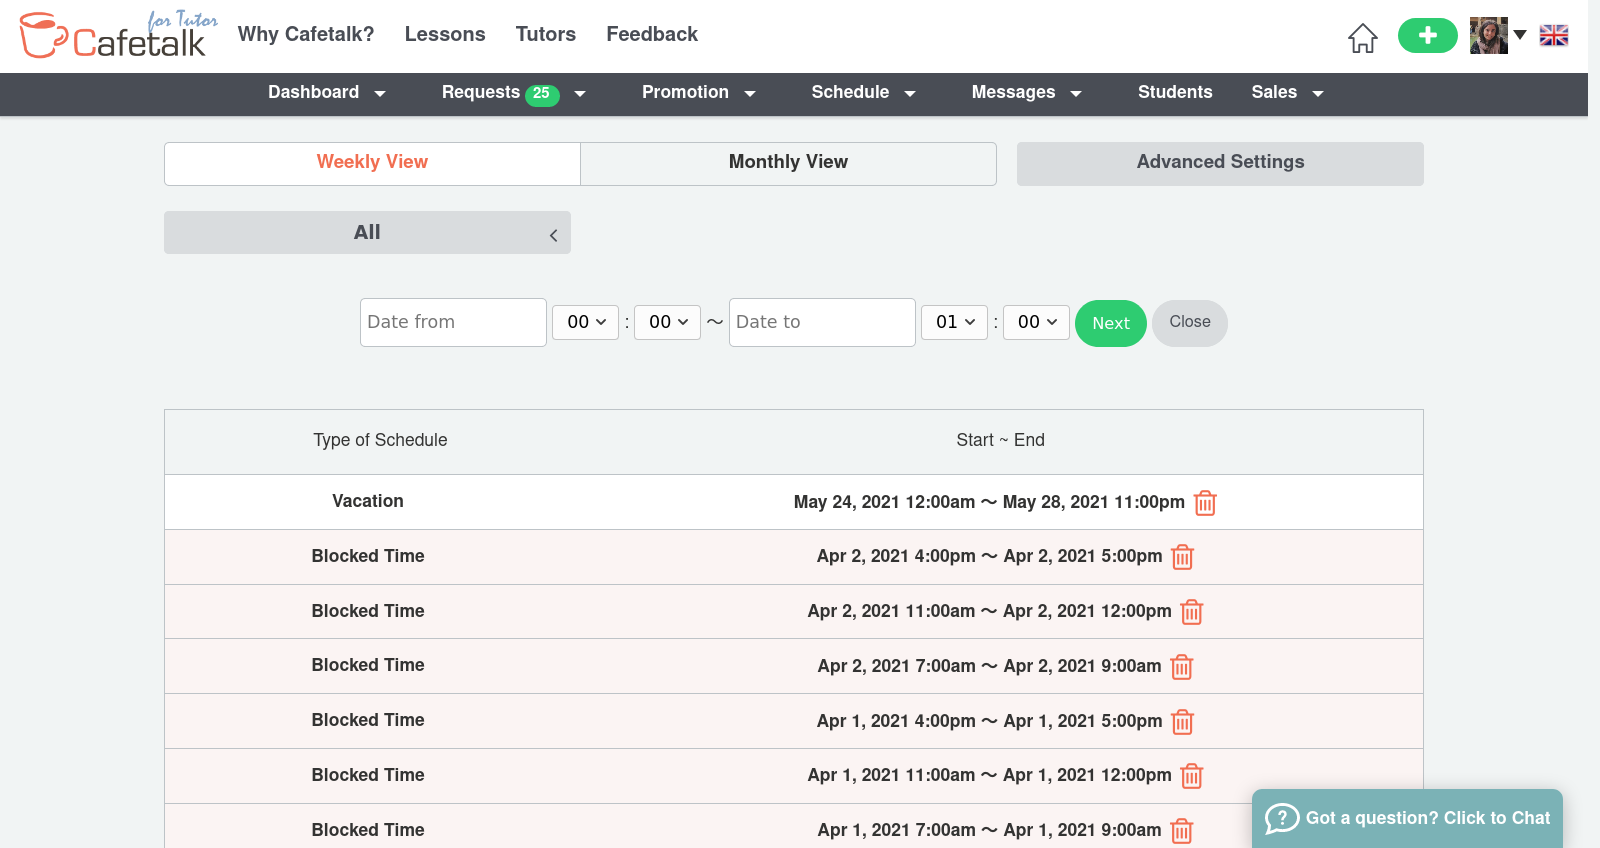 for Tutor
Cafetalk
Why Cafetalk? Lessons Tutors Feedback
Dashboard Requests 25 Promotion Schedule Messages Students Sales
Weekly View Monthly View Advanced Settings
All
Date from 00 : 00 ～ Date to 01 : 00 Next Close
Type of Schedule Start ~ End
Vacation May 24, 2021 12:00am ～ May 28, 2021 11:00pm
Blocked Time Apr 2, 2021 4:00pm ～ Apr 2, 2021 5:00pm
Blocked Time Apr 2, 2021 11:00am ～ Apr 2, 2021 12:00pm
Blocked Time Apr 2, 2021 7:00am ～ Apr 2, 2021 9:00am
Blocked Time Apr 1, 2021 4:00pm ～ Apr 1, 2021 5:00pm
Blocked Time Apr 1, 2021 11:00am ～ Apr 1, 2021 12:00pm
Blocked Time Apr 1, 2021 7:00am ～ Apr 1, 2021 9:00am
? Got a question? Click to Chat